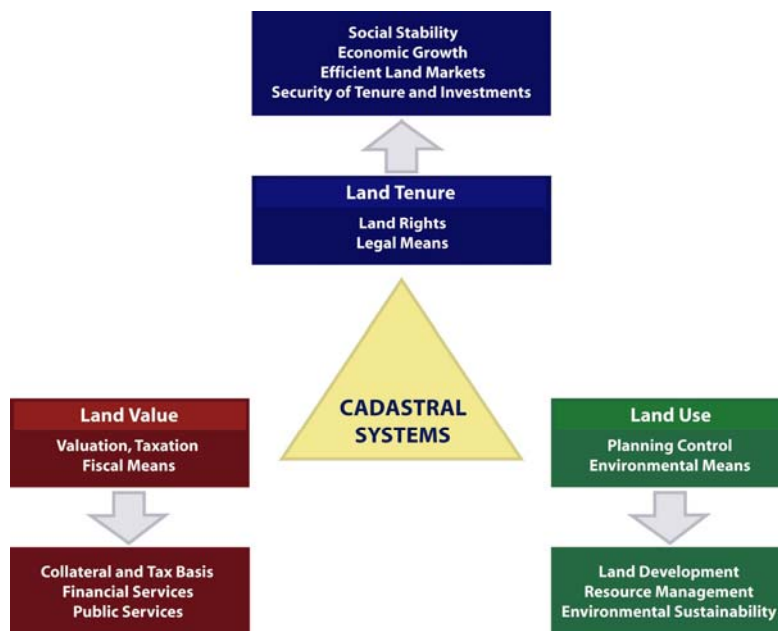 Social Stability
Economic Growth
Efficient Land Markets
Security of Tenure and Investments
Land Tenure
Land Rights
Legal Means
CADASTRAL
SYSTEMS
Land Value
Valuation, Taxation
Fiscal Means
Collateral and Tax Basis
Financial Services
Public Services
Land Use
Planning Control
Environmental Means
Land Development
Resource Management
Environmental Sustainability